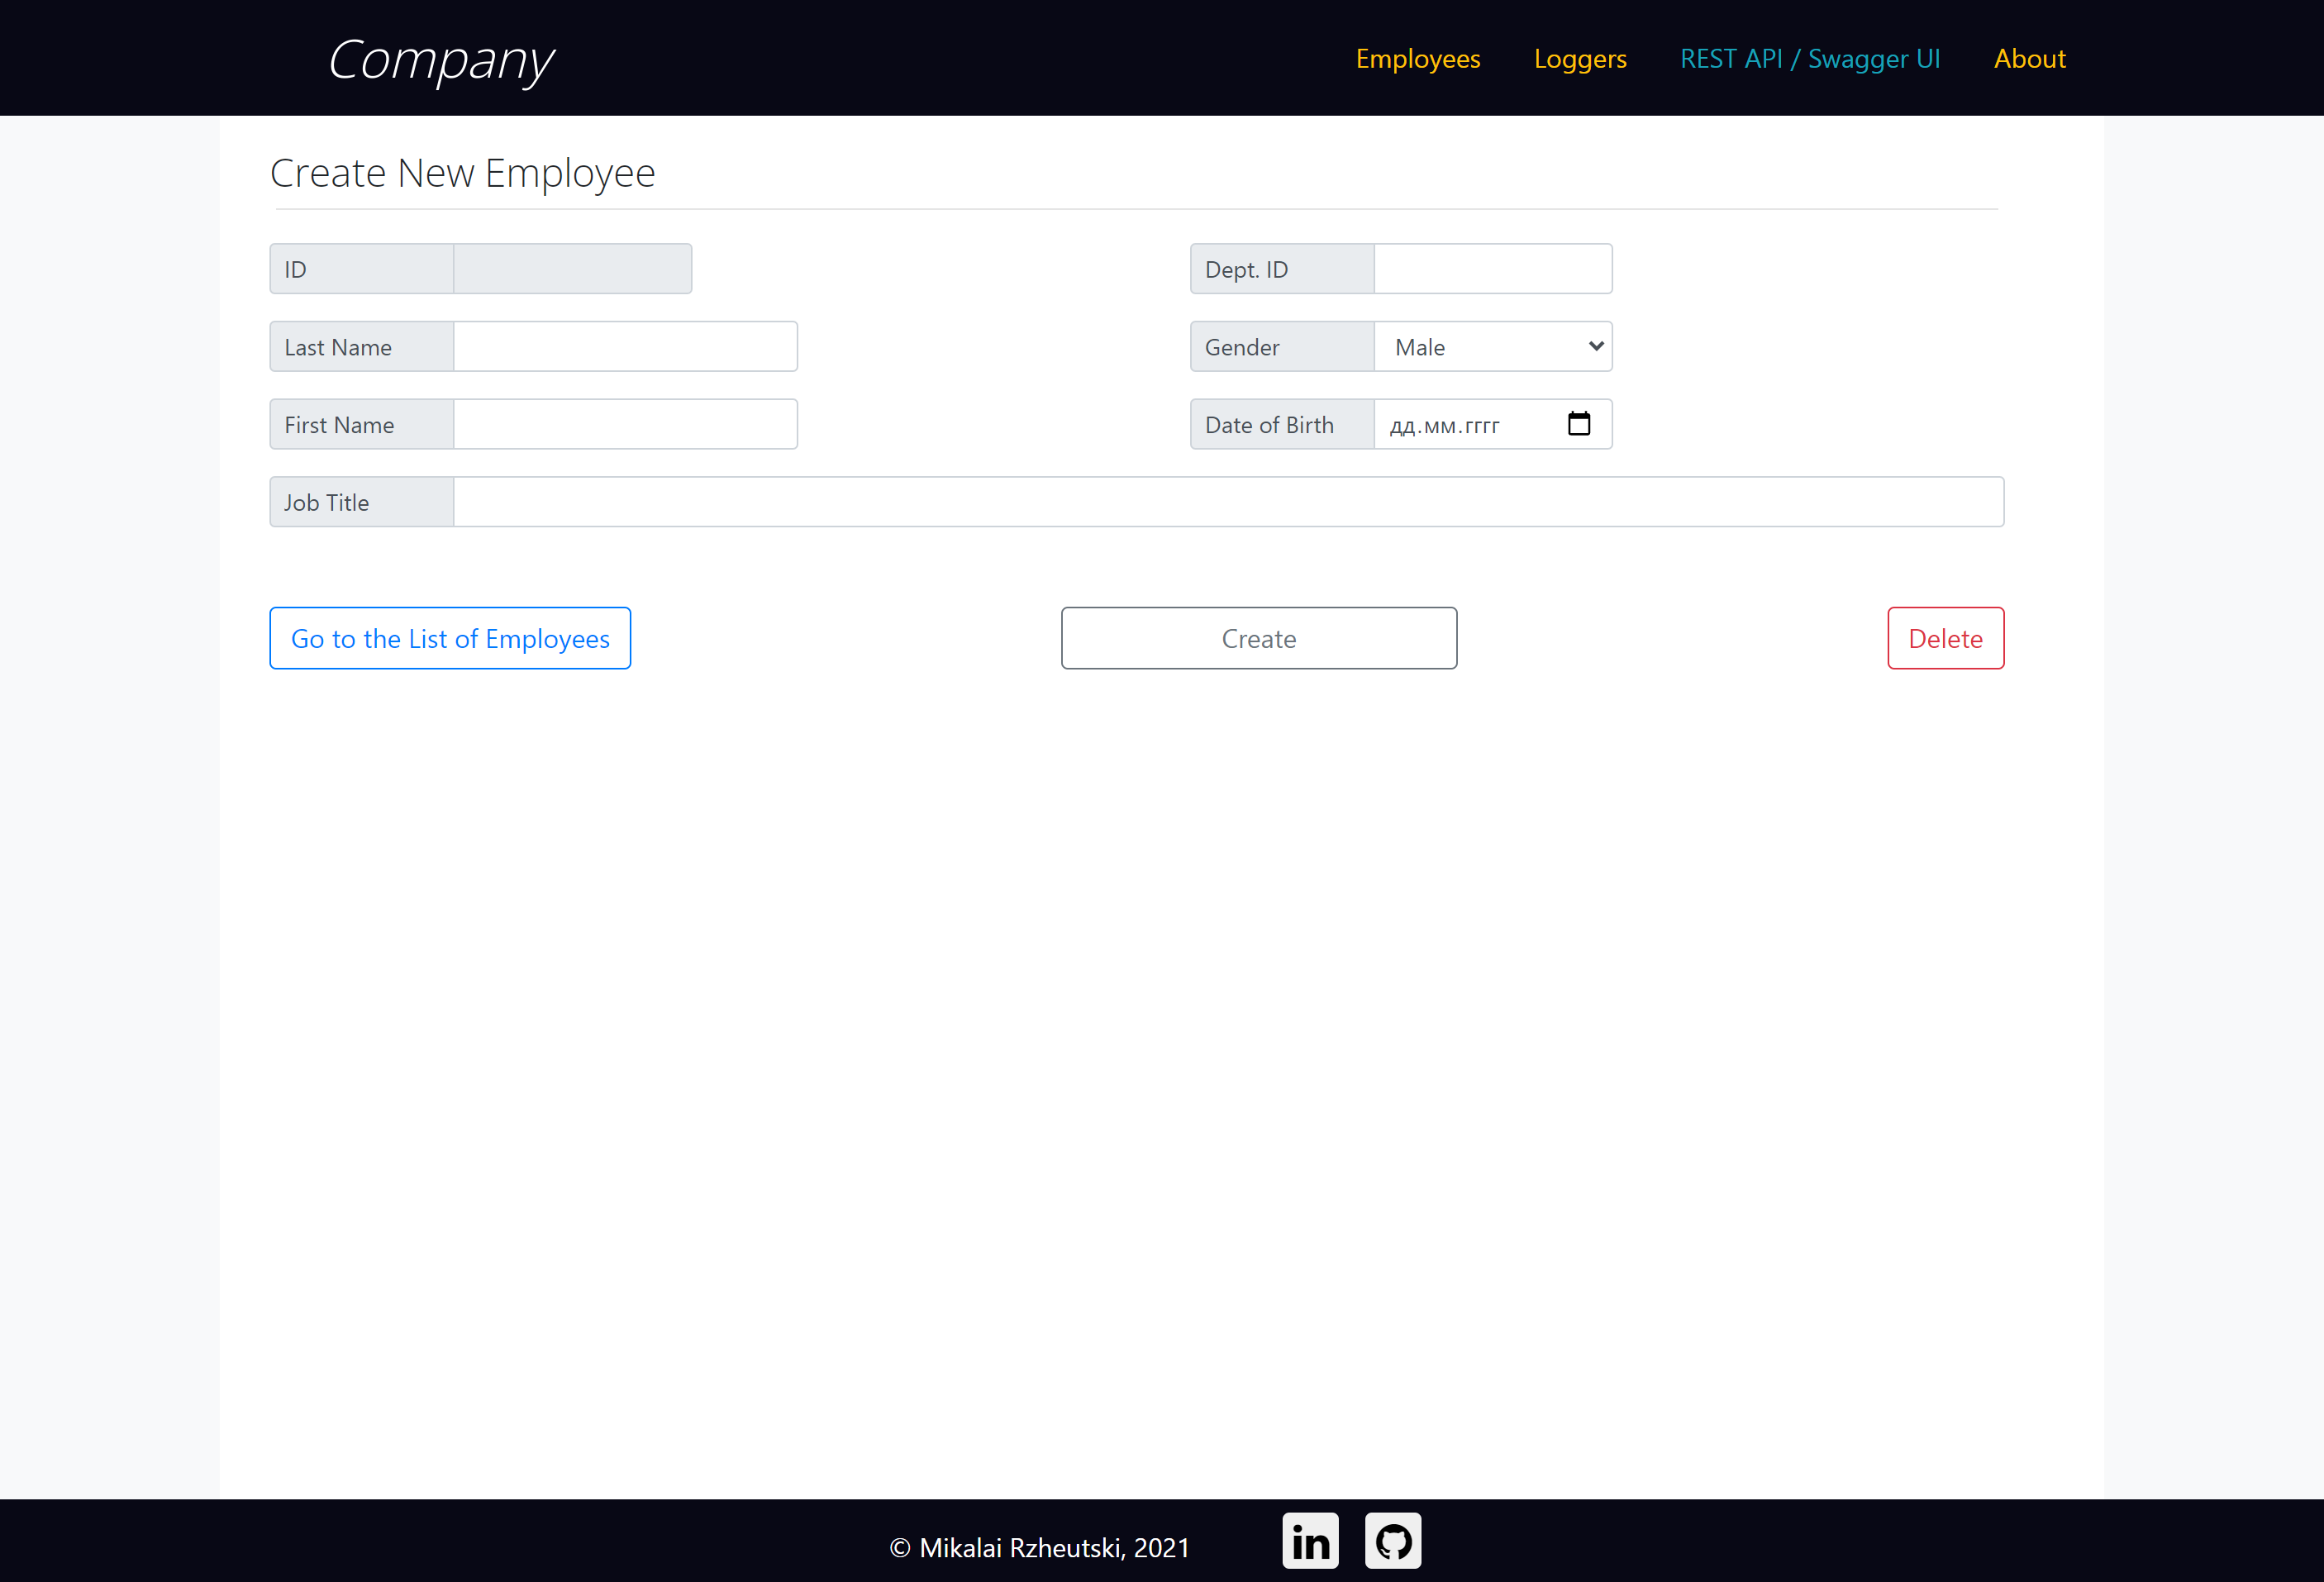 Company
Employees Loggers REST API / Swagger UI About
Create New Employee
ID
Dept. ID
Last Name
Gender Male
First Name
Date of Birth дд.мм.гггг
Job Title
Go to the List of Employees Create Delete
© Mikalai Rzheutski, 2021 in